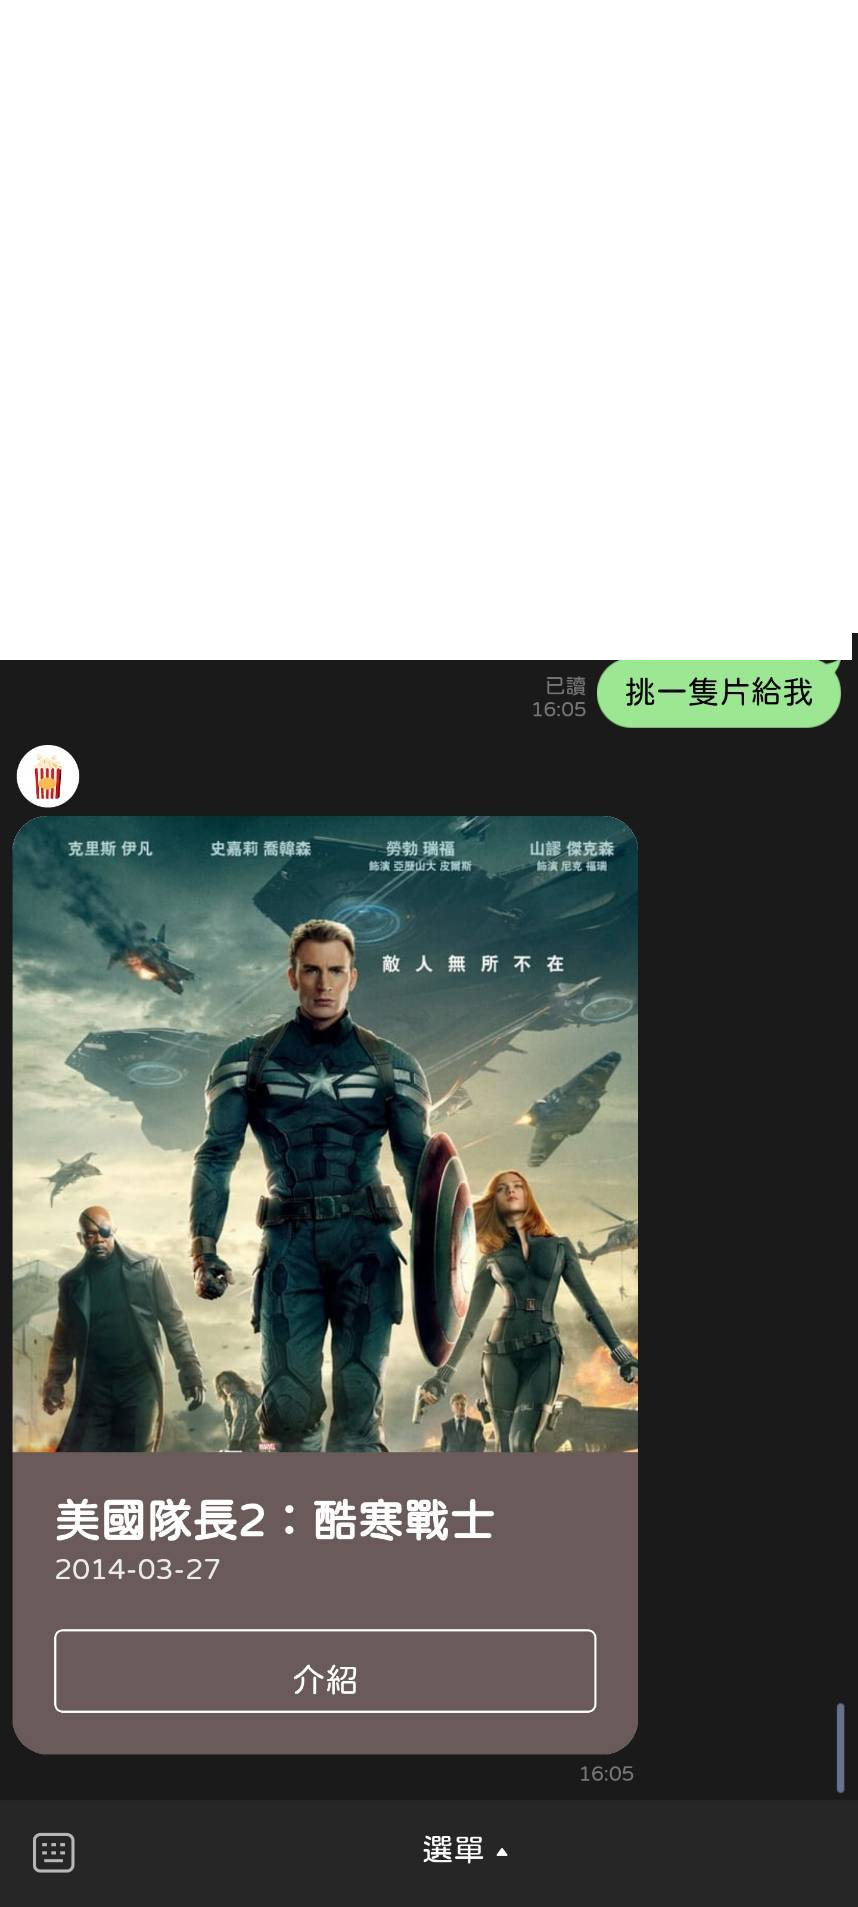 已讀
16:05
挑一隻片給我
克里斯 伊凡 史嘉莉 喬韓森 勞勃 瑞福 山謬 傑克森
飾演 亞歷山大 皮爾斯 飾演 尼克 福瑞
敵人無所不在
MARVEL
美國隊長2：酷寒戰士
2014-03-27
介紹
16:05
選單